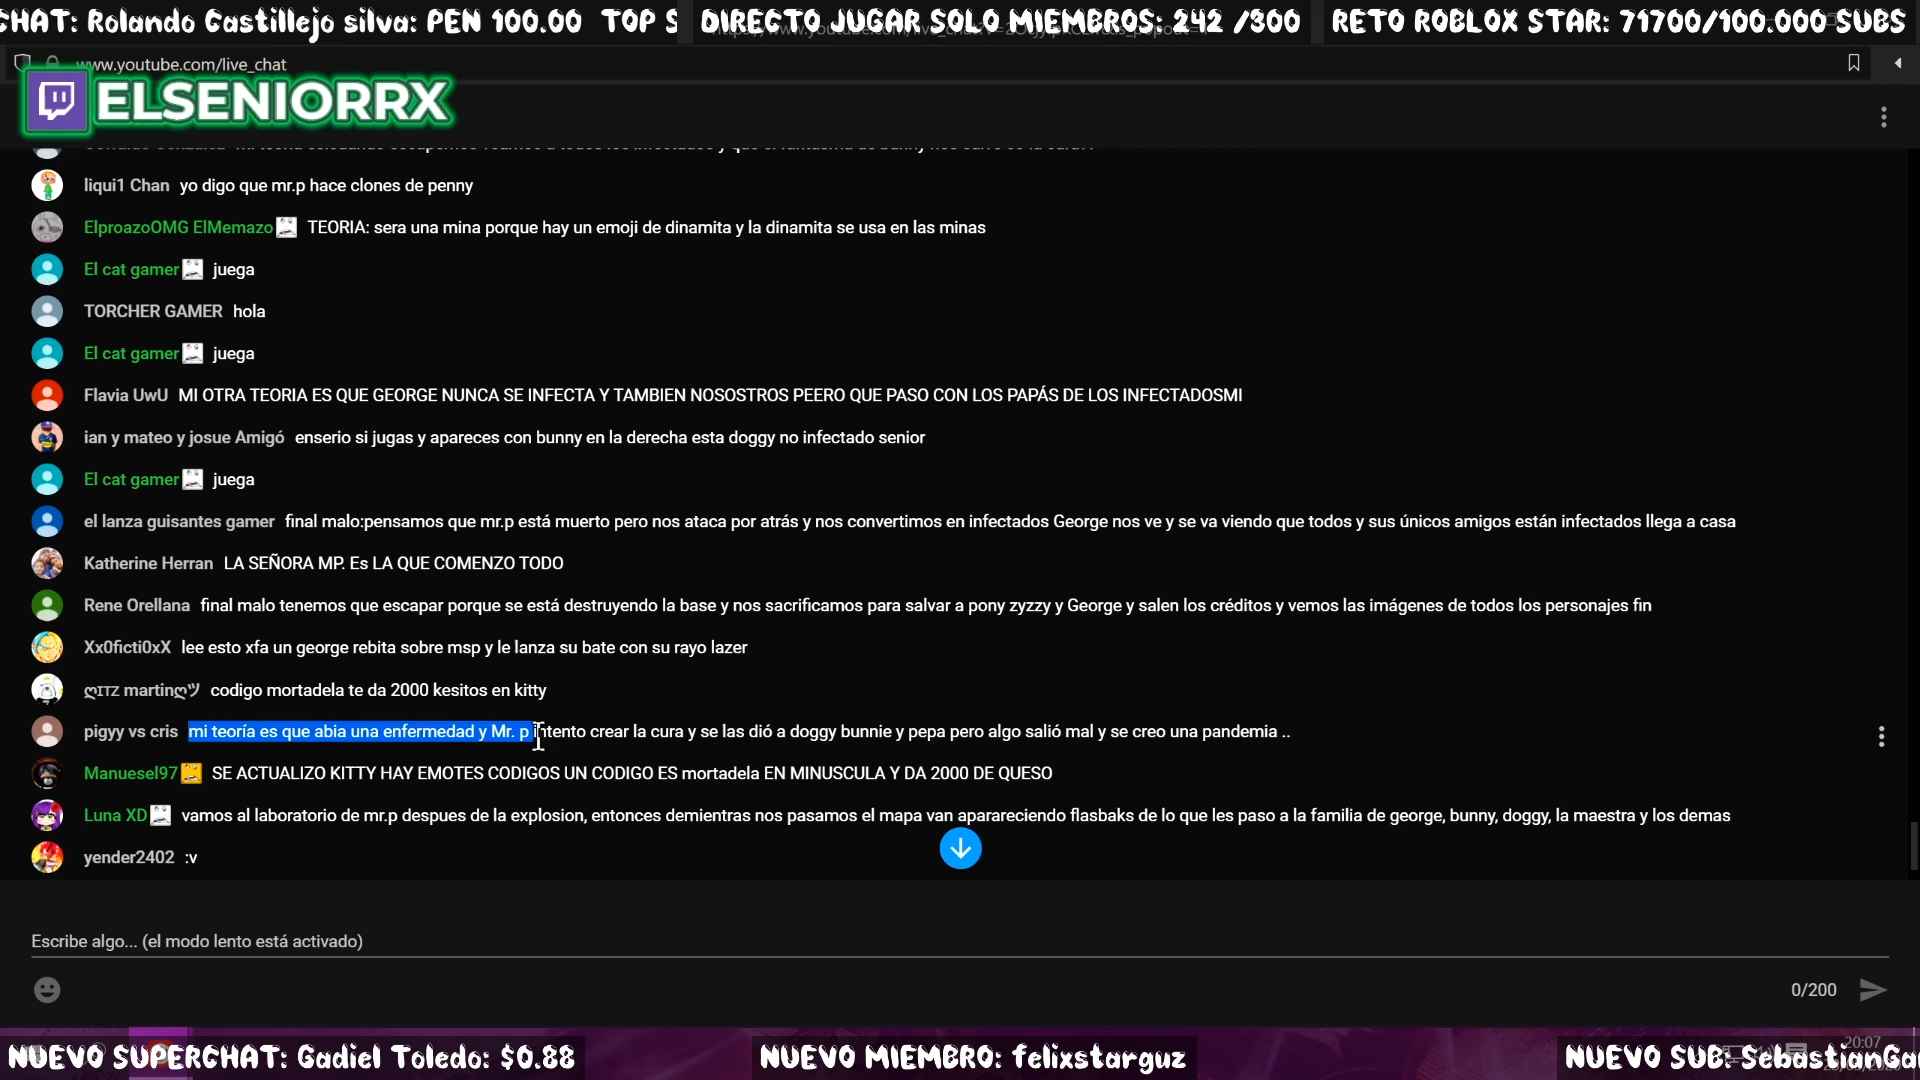 CHAT: Rolando Castillejo silva: PEN 100.00 TOP S
DIRECTO JUGAR SOLO MIEMBROS: 242 /300
RETO ROBLOX STAR: 71700/100.000 SUBS
www.youtube.com/live_chat
ELSENIORRX
liqui1 Chan yo digo que mr.p hace clones de penny
ElproazoOMG ElMemazo TEORIA: sera una mina porque hay un emoji de dinamita y la dinamita se usa en las minas
El cat gamer juega
TORCHER GAMER hola
El cat gamer juega
Flavia UwU MI OTRA TEORIA ES QUE GEORGE NUNCA SE INFECTA Y TAMBIEN NOSOSTROS PEERO QUE PASO CON LOS PAPÁS DE LOS INFECTADOSMI
ian y mateo y josue Amigó enserio si jugas y apareces con bunny en la derecha esta doggy no infectado senior
El cat gamer juega
el lanza guisantes gamer final malo:pensamos que mr.p está muerto pero nos ataca por atrás y nos convertimos en infectados George nos ve y se va viendo que todos y sus únicos amigos están infectados llega a casa
Katherine Herran LA SEÑORA MP. Es LA QUE COMENZO TODO
Rene Orellana final malo tenemos que escapar porque se está destruyendo la base y nos sacrificamos para salvar a pony zyzzy y George y salen los créditos y vemos las imágenes de todos los personajes fin
Xx0ficti0xX lee esto xfa un george rebita sobre msp y le lanza su bate con su rayo lazer
ღɪᴛᴢ martinღツ codigo mortadela te da 2000 kesitos en kitty
pigyy vs cris mi teoría es que abia una enfermedad y Mr. p intento crear la cura y se las dió a doggy bunnie y pepa pero algo salió mal y se creo una pandemia ..
Manuesel97 SE ACTUALIZO KITTY HAY EMOTES CODIGOS UN CODIGO ES mortadela EN MINUSCULA Y DA 2000 DE QUESO
Luna XD vamos al laboratorio de mr.p despues de la explosion, entonces demientras nos pasamos el mapa van aparareciendo flasbaks de lo que les paso a la familia de george, bunny, doggy, la maestra y los demas
yender2402 :v
Escribe algo... (el modo lento está activado)
0/200
NUEVO SUPERCHAT: Gadiel Toledo: $0.88
NUEVO MIEMBRO: felixstarguz
NUEVO SUB: SebastianGa
20:07